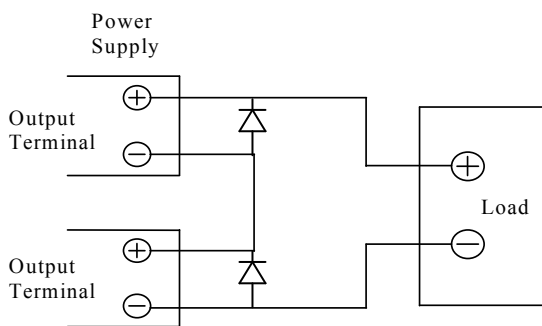 Power
Supply
+
Output
Terminal
−
+
Load
−
+
Output
Terminal
−